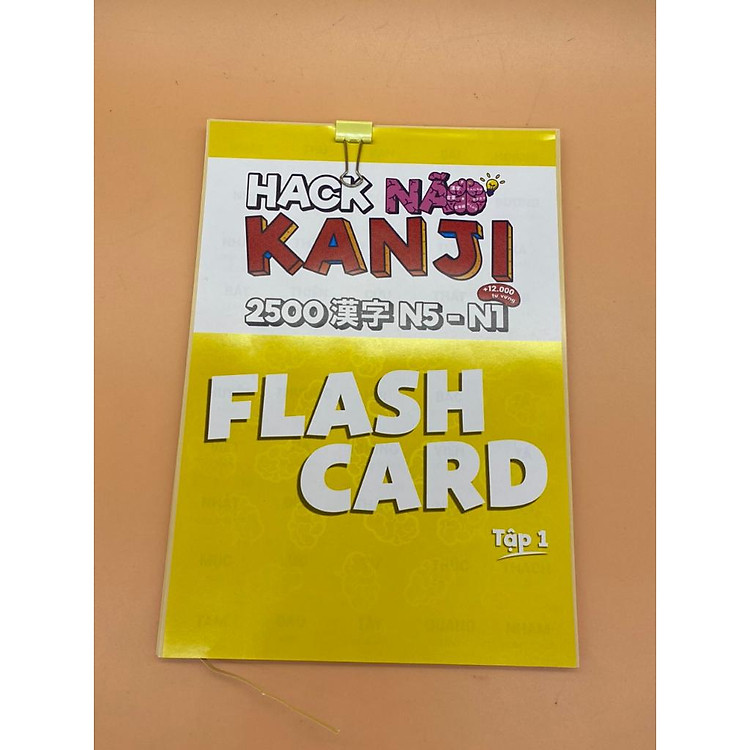 HACK NÃO
KANJI
+12.000
từ vựng
2500 漢字 N5 - N1
FLASH
CARD
Tập 1